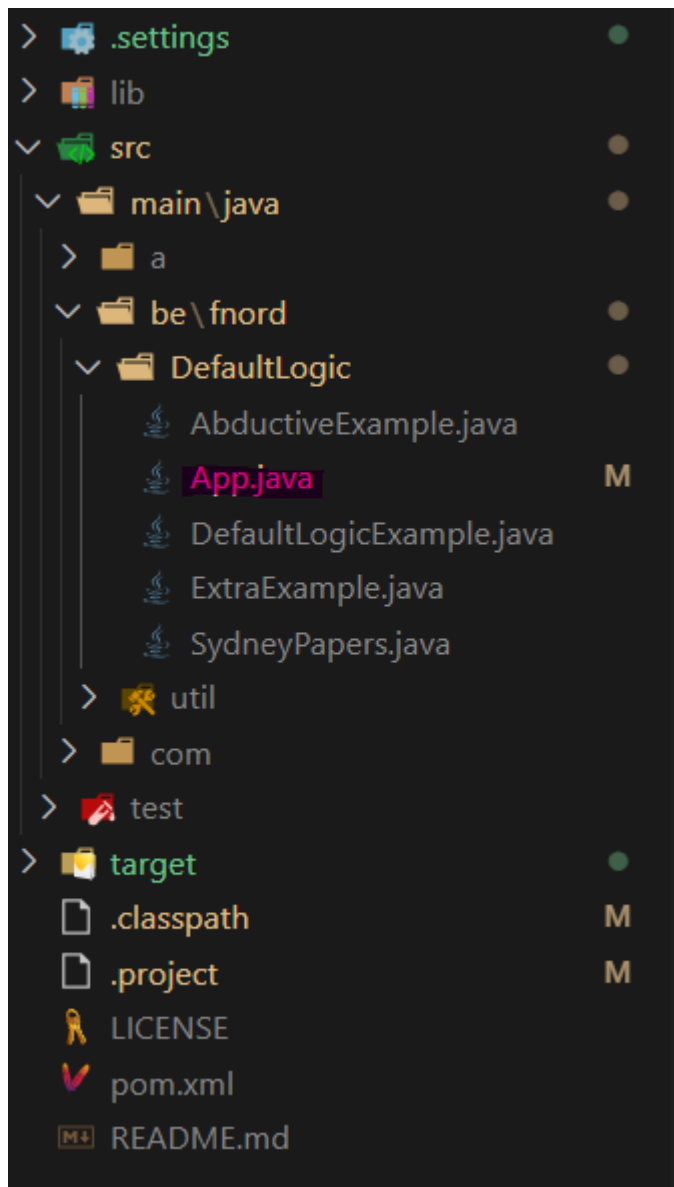 .settings
lib
src
main\java
a
be\fnord
DefaultLogic
AbductiveExample.java
App.java M
DefaultLogicExample.java
ExtraExample.java
SydneyPapers.java
util
com
test
target
.classpath M
.project M
LICENSE
pom.xml
M↓ README.md